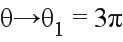 θ→θ₁ = 3π